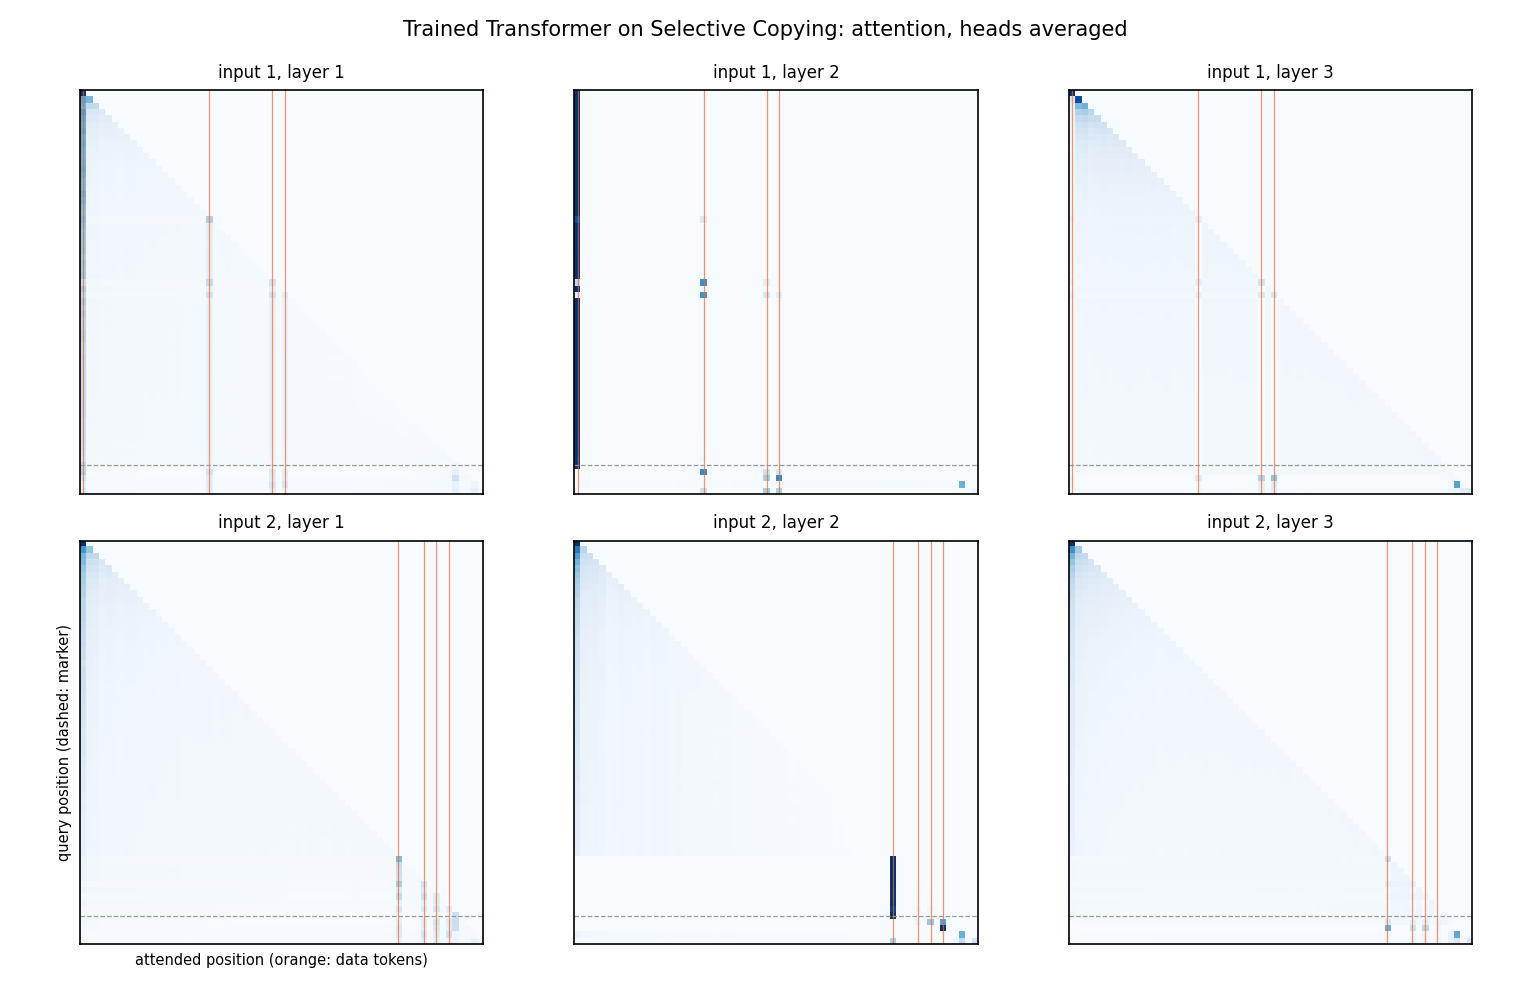 Trained Transformer on Selective Copying: attention, heads averaged
input 1, layer 1
input 1, layer 2
input 1, layer 3
input 2, layer 1
input 2, layer 2
input 2, layer 3
query position (dashed: marker)
attended position (orange: data tokens)